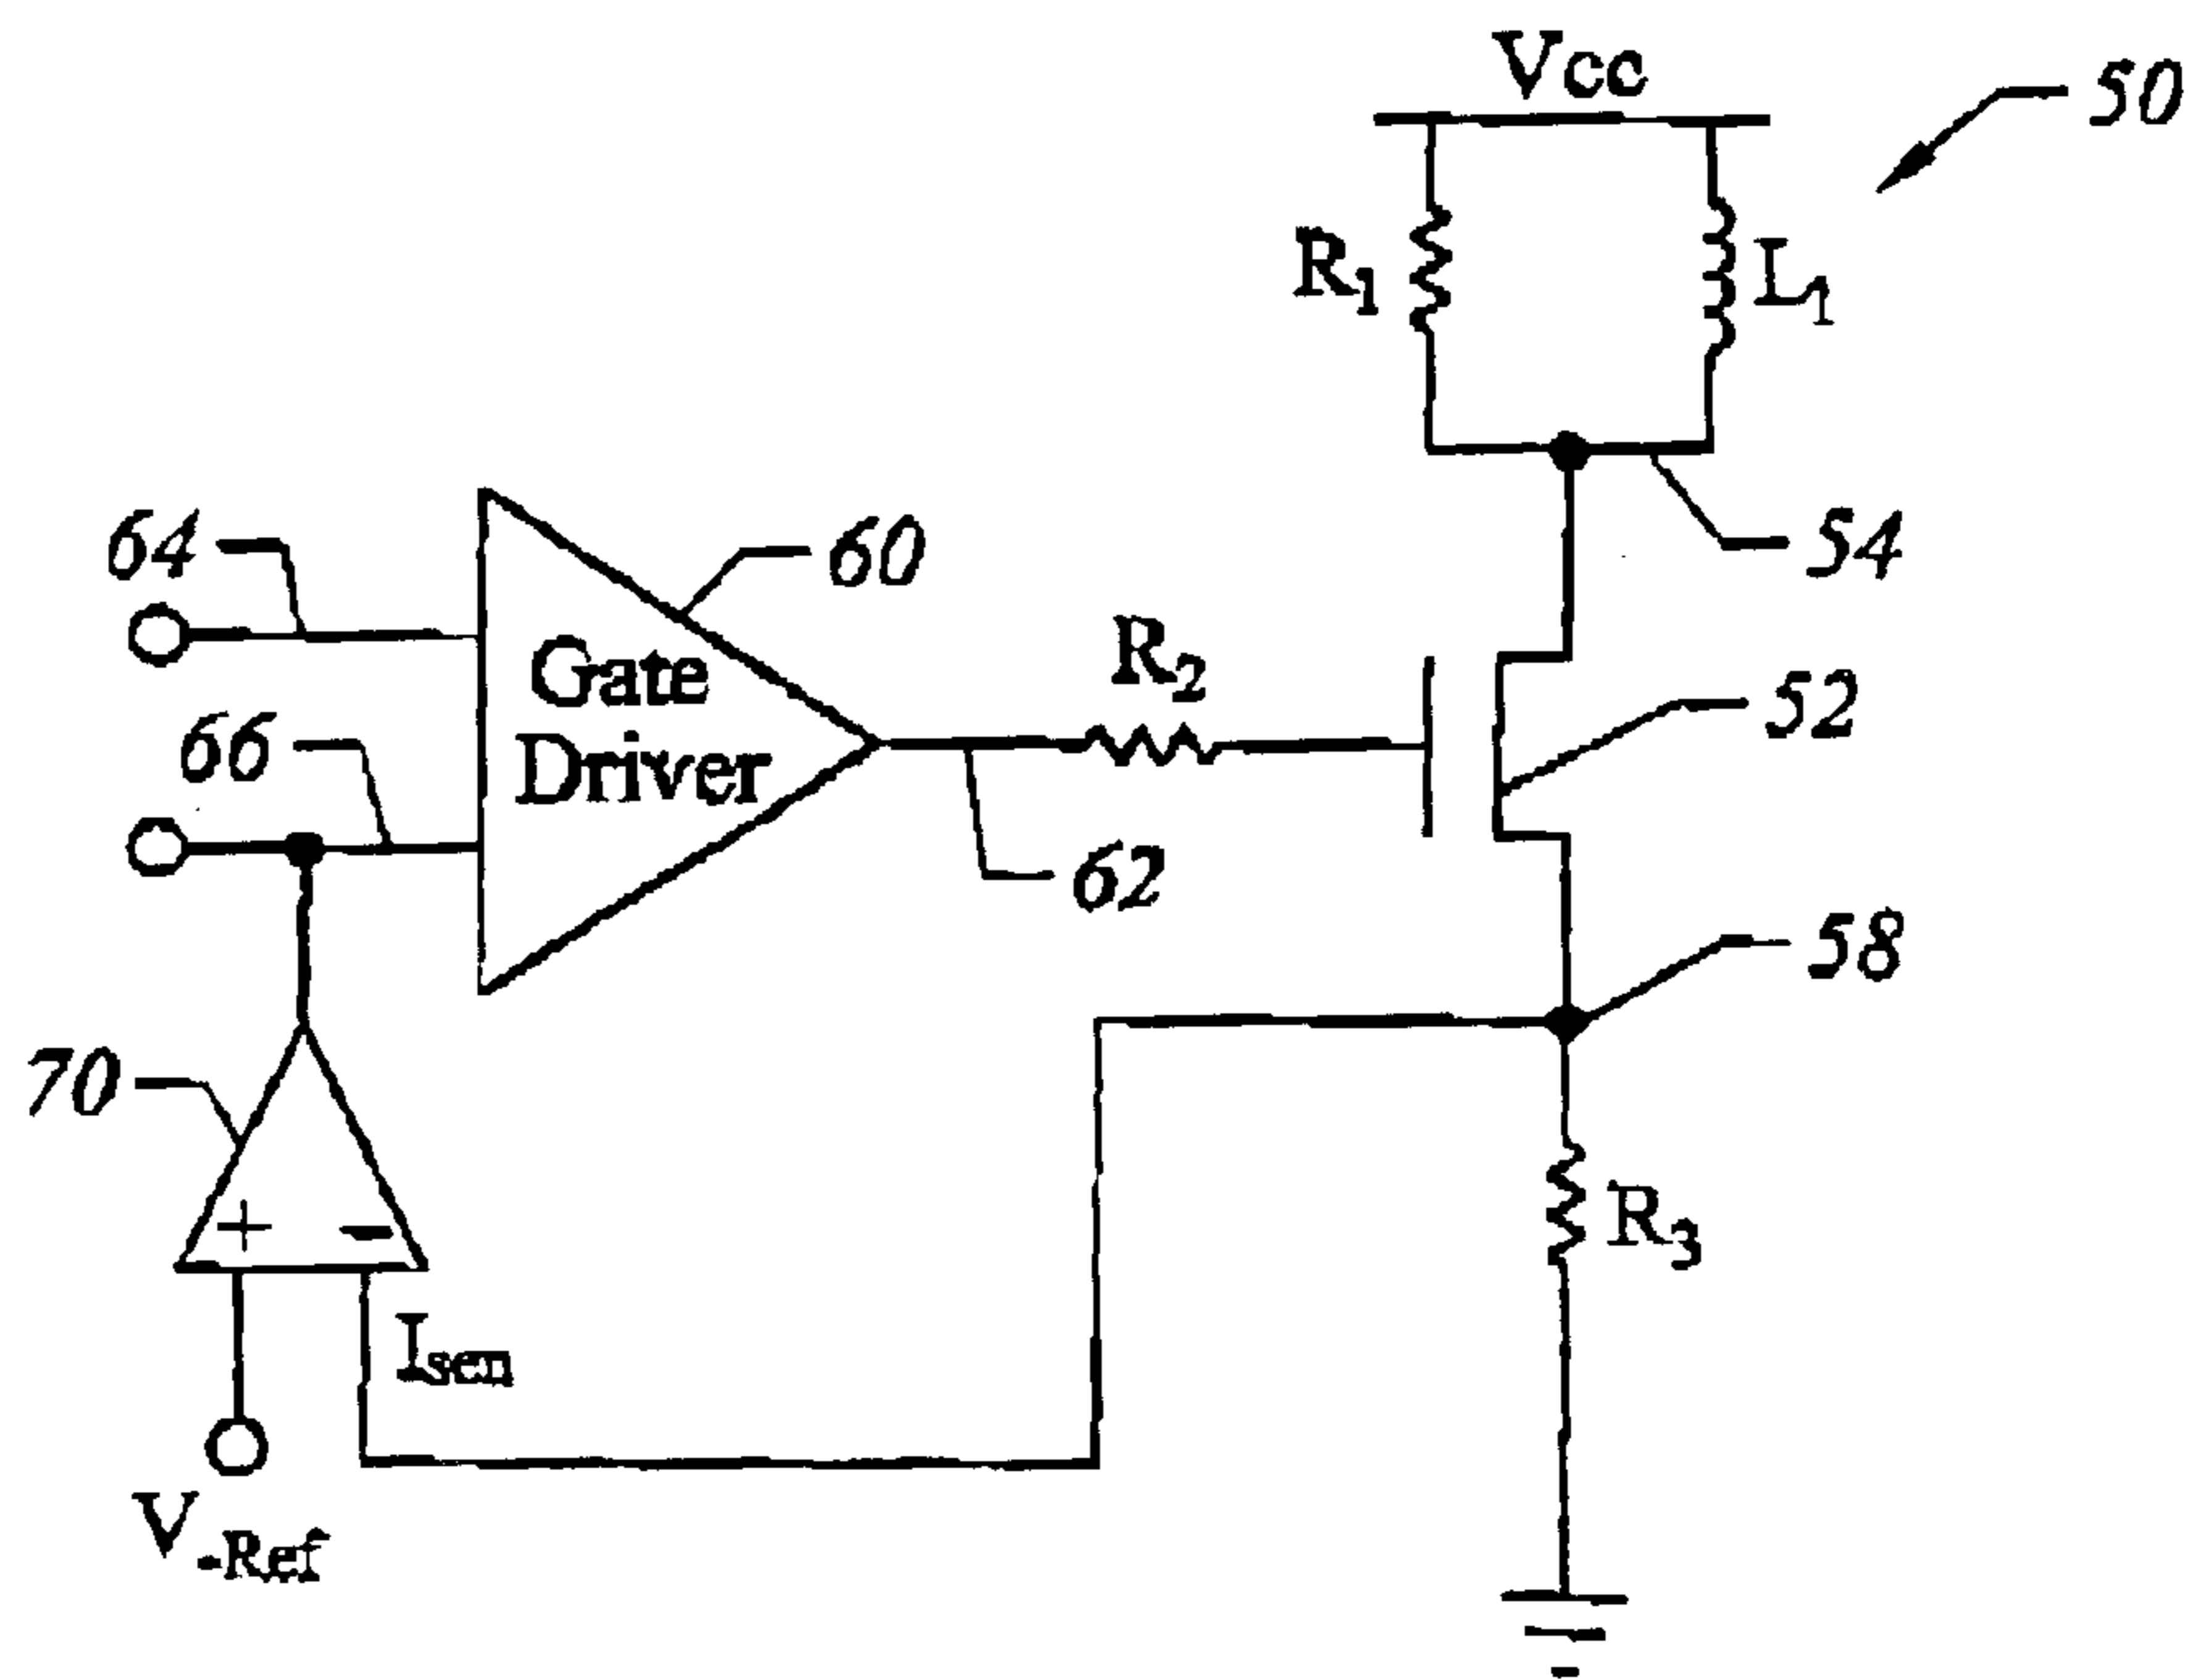 Vcc
50
R1
L1
64
60
54
Gate
Driver
R2
52
66
62
58
70
+
-
R3
Isen
V-Ref